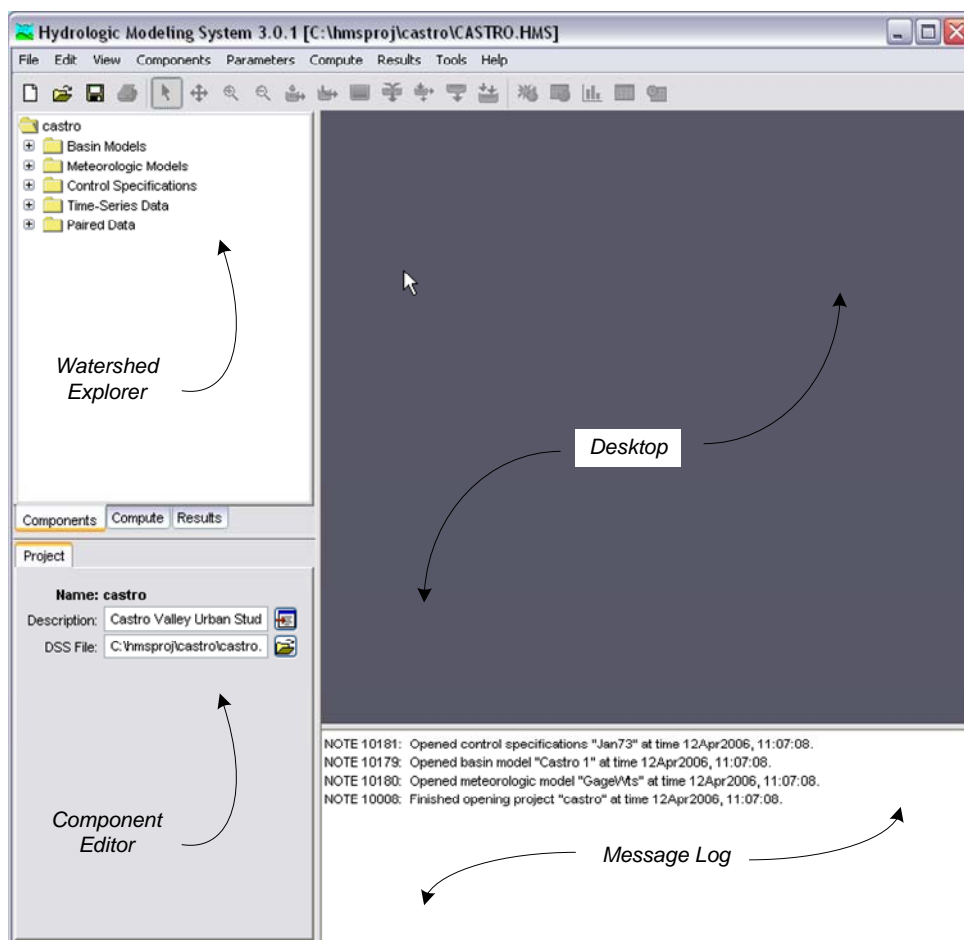 Hydrologic Modeling System 3.0.1 [C:\hmsproj\castro\CASTRO.HMS]
File Edit View Components Parameters Compute Results Tools Help
castro
Basin Models
Meteorologic Models
Control Specifications
Time-Series Data
Paired Data
Watershed
Explorer
Desktop
Components Compute Results
Project
Name: castro
Description: Castro Valley Urban Stud
DSS File: C:\hmsproj\castro\castro.
Component
Editor
NOTE 10181: Opened control specifications "Jan73" at time 12Apr2006, 11:07:08.
NOTE 10179: Opened basin model "Castro 1" at time 12Apr2006, 11:07:08.
NOTE 10180: Opened meteorologic model "GageWts" at time 12Apr2006, 11:07:08.
NOTE 10008: Finished opening project "castro" at time 12Apr2006, 11:07:08.
Message Log